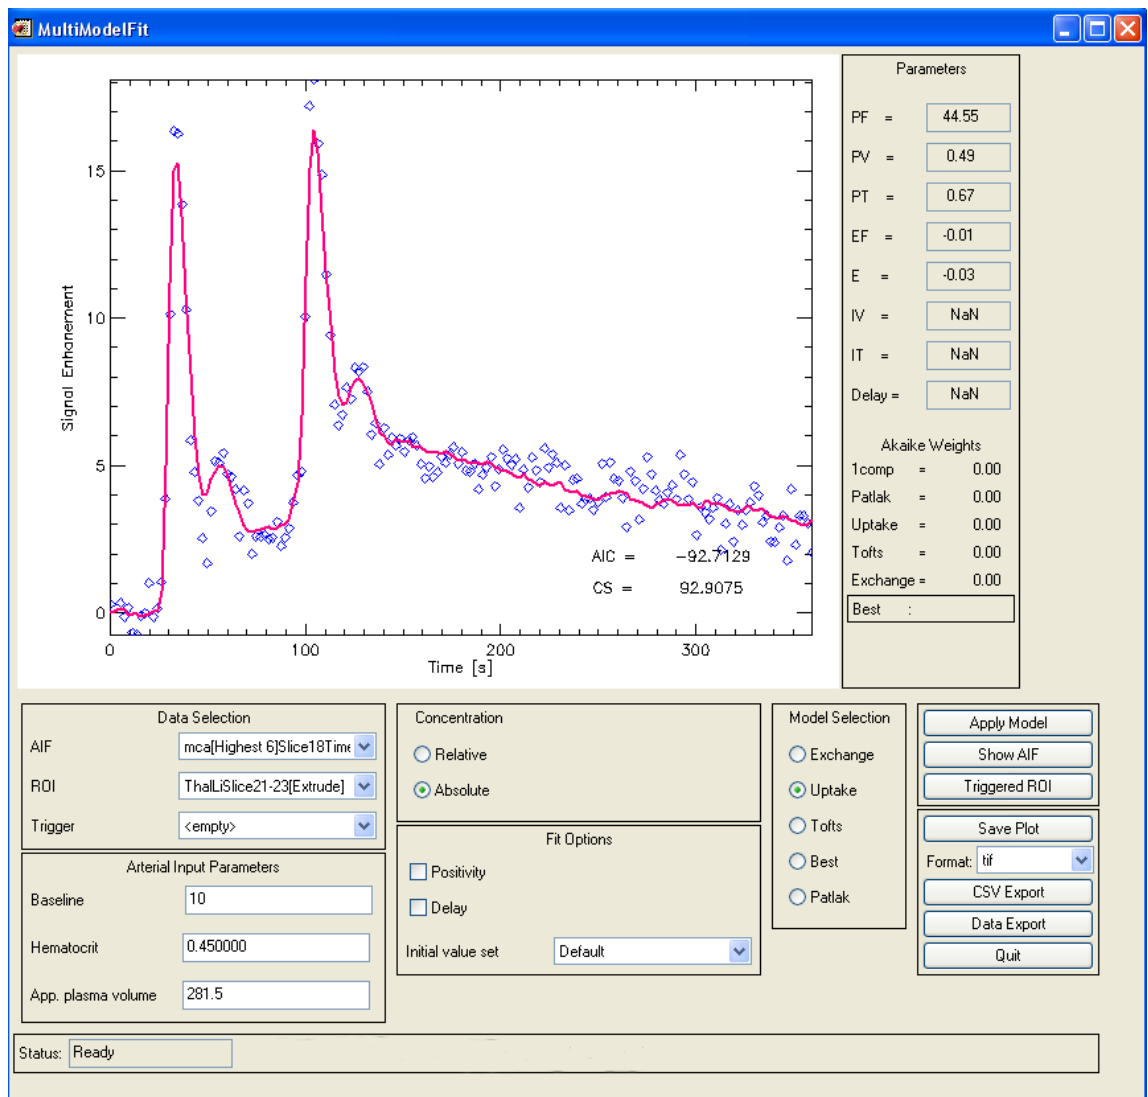 MultiModelFit
Signal Enhanement
15
10
5
0
0
100
200
300
Time [s]
AIC = −92.7129
CS = 92.9075
Parameters
PF = 44.55
PV = 0.49
PT = 0.67
EF = -0.01
E = -0.03
IV = NaN
IT = NaN
Delay = NaN
Akaike Weights
1comp = 0.00
Patlak = 0.00
Uptake = 0.00
Tofts = 0.00
Exchange = 0.00
Best :
Data Selection
AIF mca[Highest 6]Slice18Time
ROI ThalLiSlice21-23[Extrude]
Trigger <empty>
Arterial Input Parameters
Baseline 10
Hematocrit 0.450000
App. plasma volume 281.5
Concentration
Relative
Absolute
Fit Options
Positivity
Delay
Initial value set Default
Model Selection
Exchange
Uptake
Tofts
Best
Patlak
Apply Model
Show AIF
Triggered ROI
Save Plot
Format: tif
CSV Export
Data Export
Quit
Status: Ready